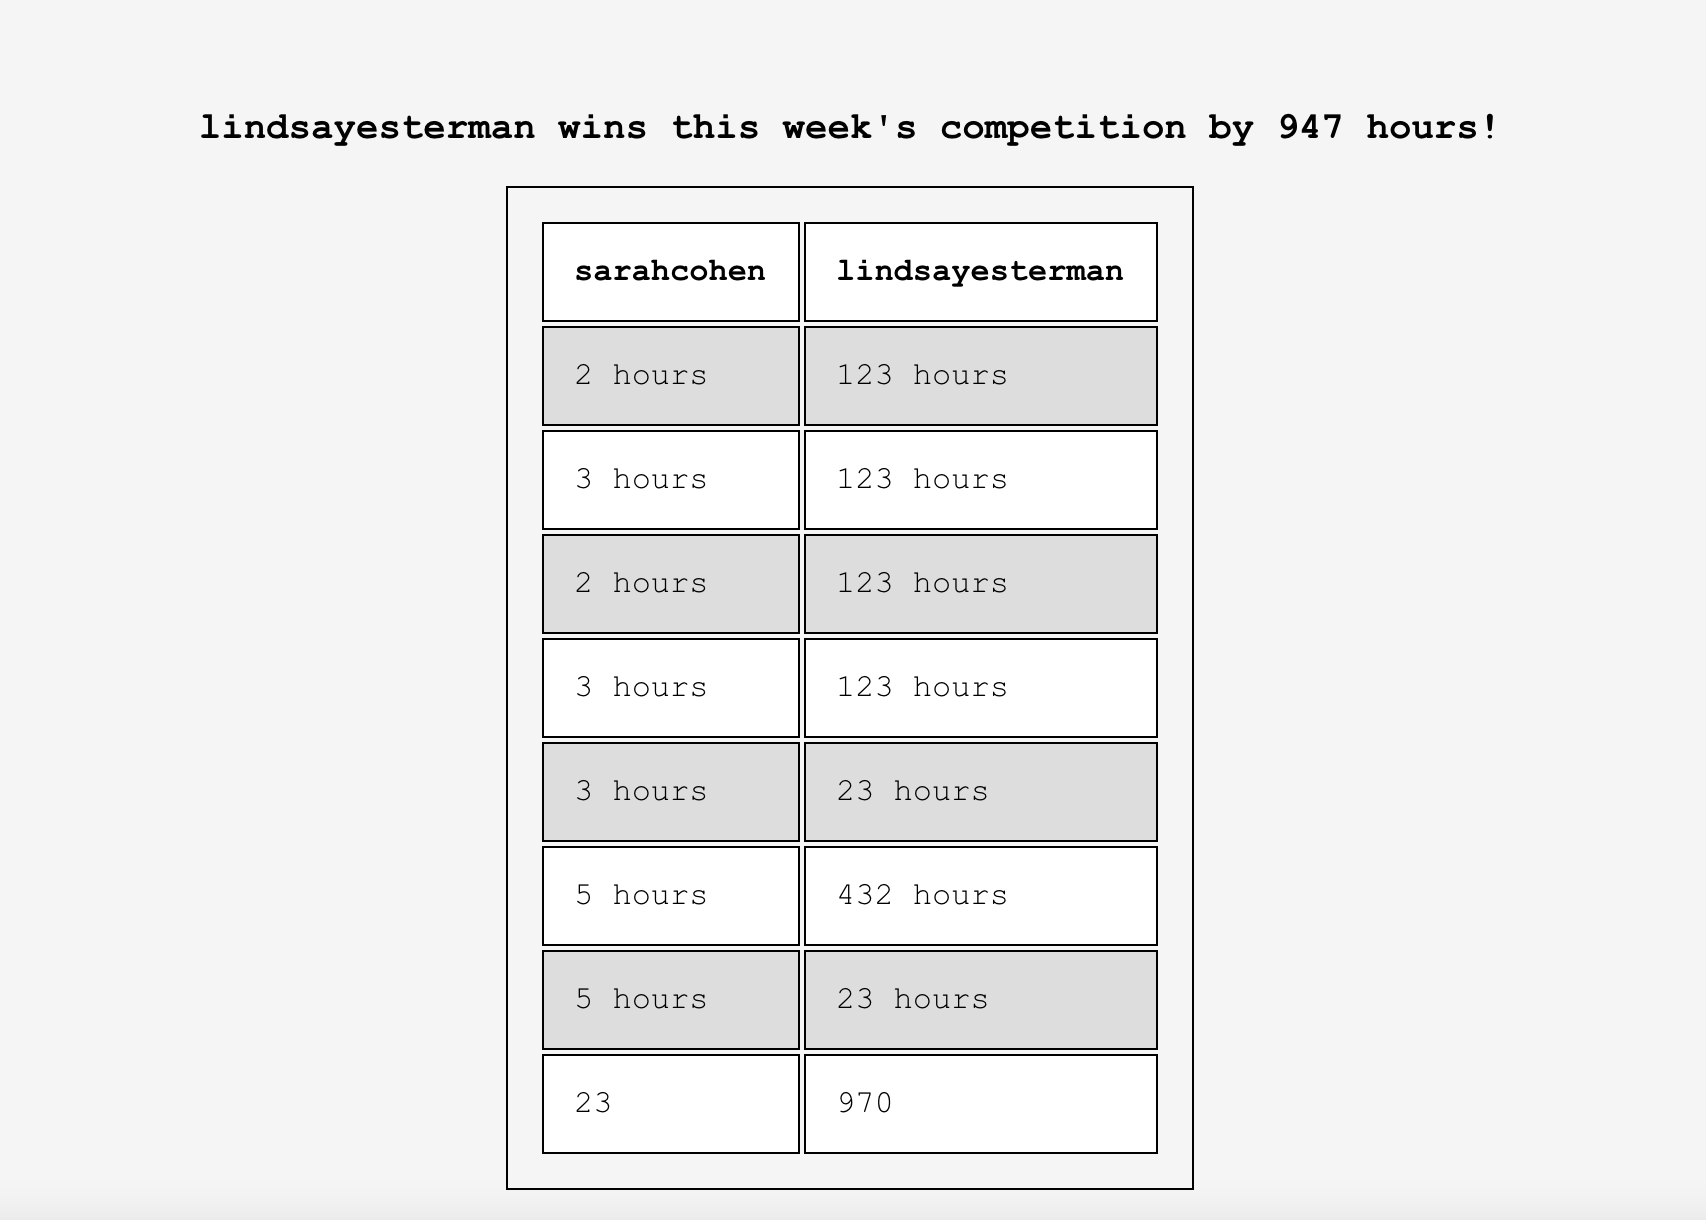 lindsayesterman wins this week's competition by 947 hours!
sarahcohen lindsayesterman
2 hours 123 hours
3 hours 123 hours
2 hours 123 hours
3 hours 123 hours
3 hours 23 hours
5 hours 432 hours
5 hours 23 hours
23 970